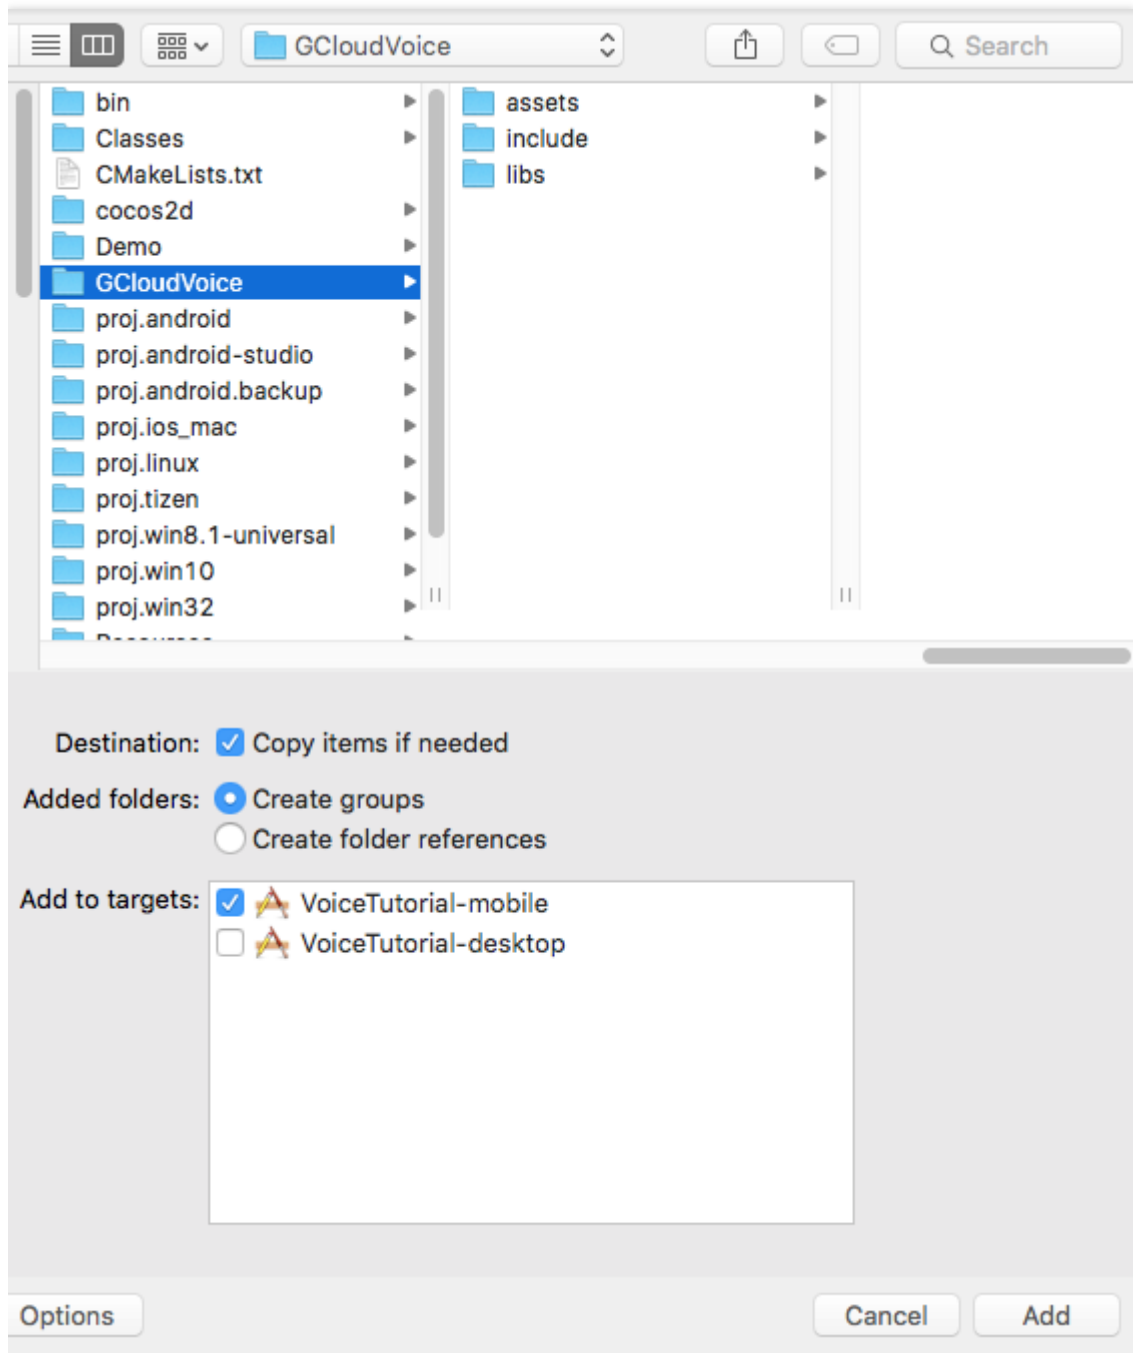 GCloudVoice
Search
bin
Classes
CMakeLists.txt
cocos2d
Demo
GCloudVoice
proj.android
proj.android-studio
proj.android.backup
proj.ios_mac
proj.linux
proj.tizen
proj.win8.1-universal
proj.win10
proj.win32
assets
include
libs
Destination: Copy items if needed
Added folders: Create groups
Create folder references
Add to targets: VoiceTutorial-mobile
VoiceTutorial-desktop
Options Cancel Add